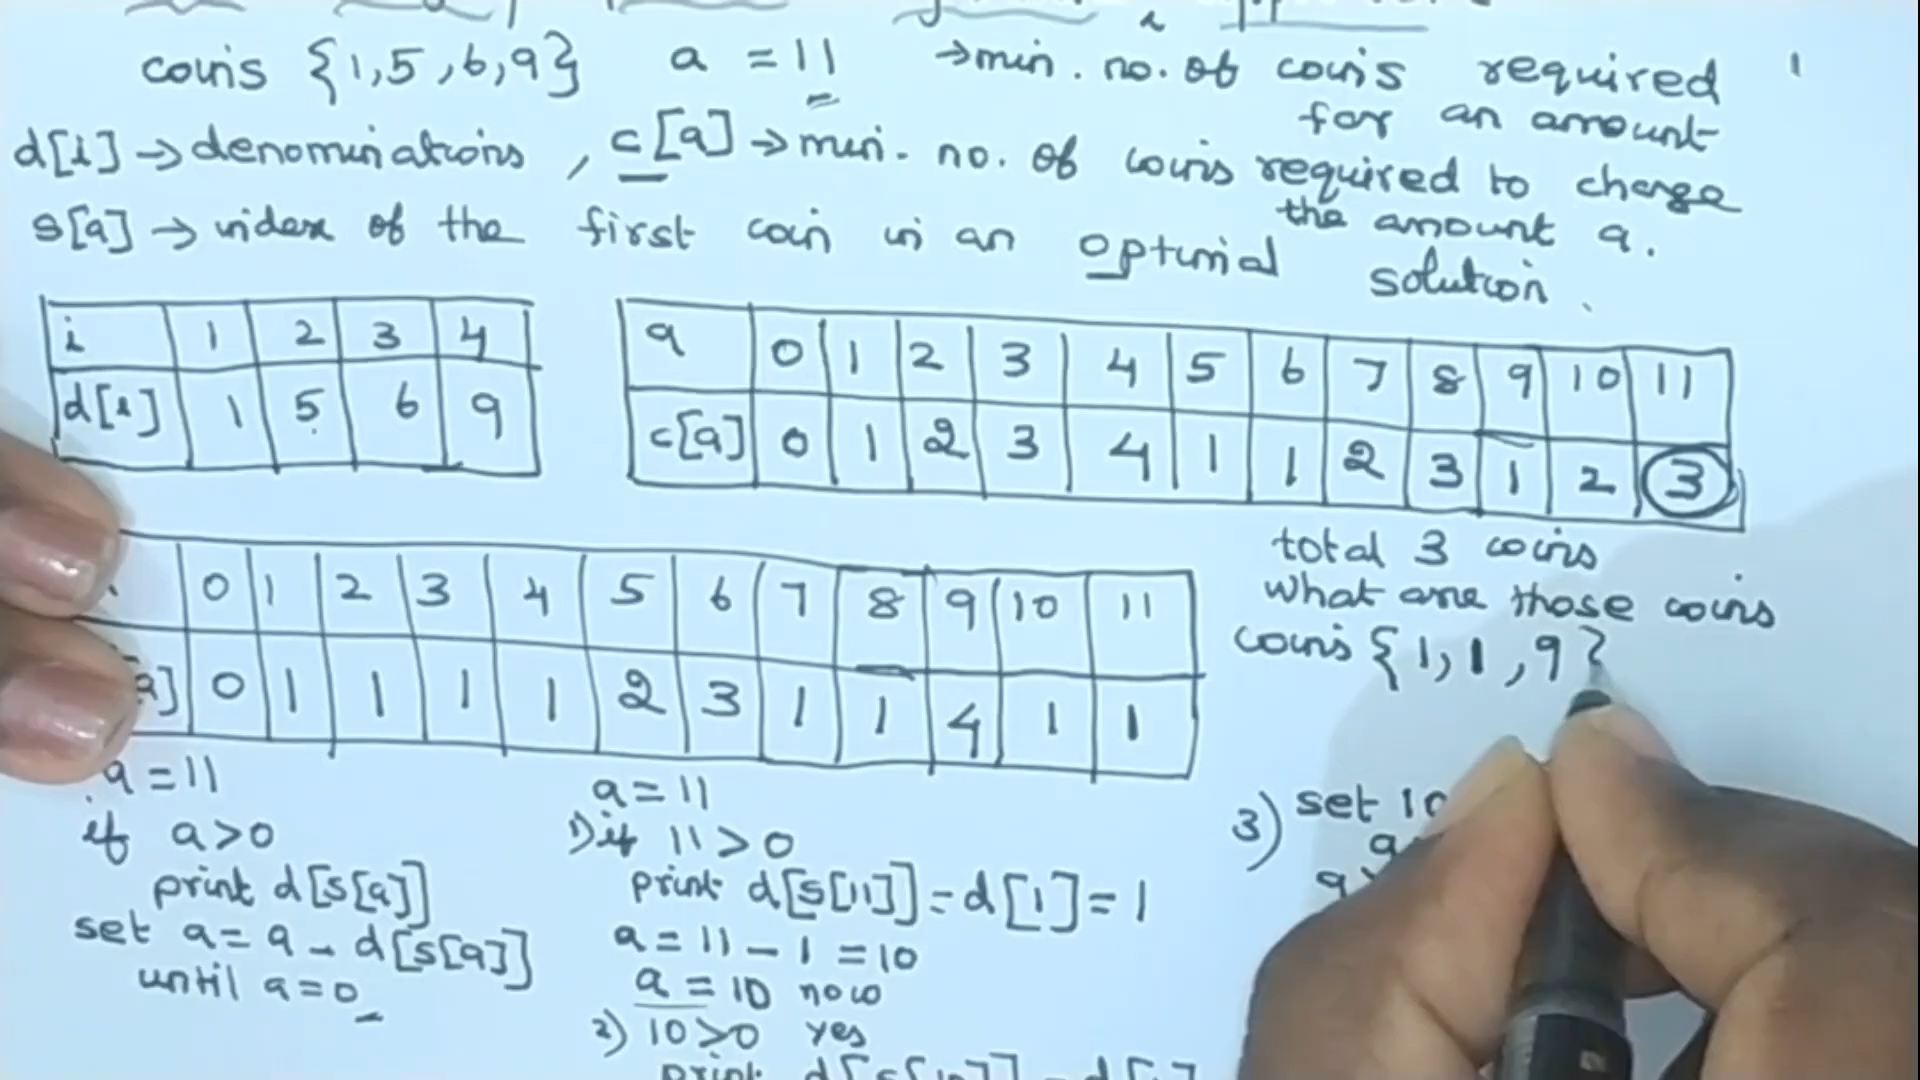 coins {1,5,6,9} a = 11 →min. no. of coins required 1
for an amount
d[i] → denominations , c[a] → min. no. of coins required to change
the amount a.
s[a] → index of the first coin in an optimal
solution.
i 1 2 3 4
d[i] 1 5 6 9
a 0 1 2 3 4 5 6 7 8 9 10 11
c[a] 0 1 2 3 4 1 1 2 3 1 2 3
total 3 coins
what are those coins
coins {1,1,9}
0 1 2 3 4 5 6 7 8 9 10 11
a] 0 1 1 1 1 2 3 1 1 4 1 1
a = 11
if a>0
print d[s[a]]
set a = a - d[s[a]]
until a=0
a = 11
1) if 11 > 0
print d[s[11]] = d[1] = 1
a = 11 - 1 = 10
a = 10 now
2) 10>0 yes
print d[s[10]] = d[1]
3) set 10
a
a>